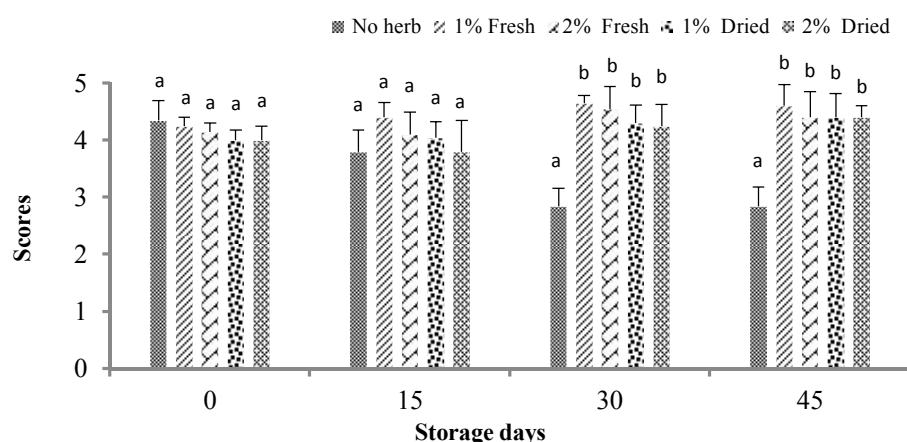 No herb 1% Fresh 2% Fresh 1% Dried 2% Dried
a a a a a a a a a a a b b b b a b b b b
5
4
3
2
1
0
Scores
0 15 30 45
Storage days